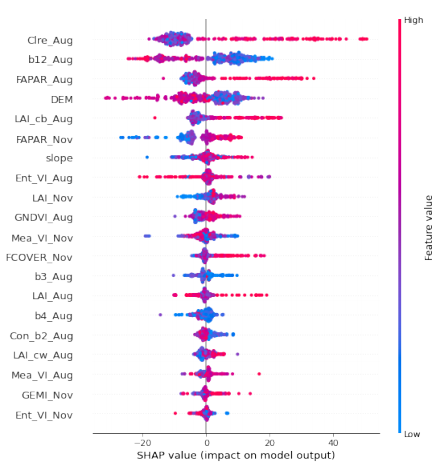 High
Clre_Aug
b12_Aug
FAPAR_Aug
DEM
LAI_cb_Aug
FAPAR_Nov
slope
Ent_VI_Aug
LAI_Nov
GNDVI_Aug
Mea_VI_Nov
FCOVER_Nov
b3_Aug
LAI_Aug
b4_Aug
Con_b2_Aug
LAI_cw_Aug
Mea_VI_Aug
GEMI_Nov
Ent_VI_Nov
Feature value
Low
−20 0 20 40
SHAP value (impact on model output)